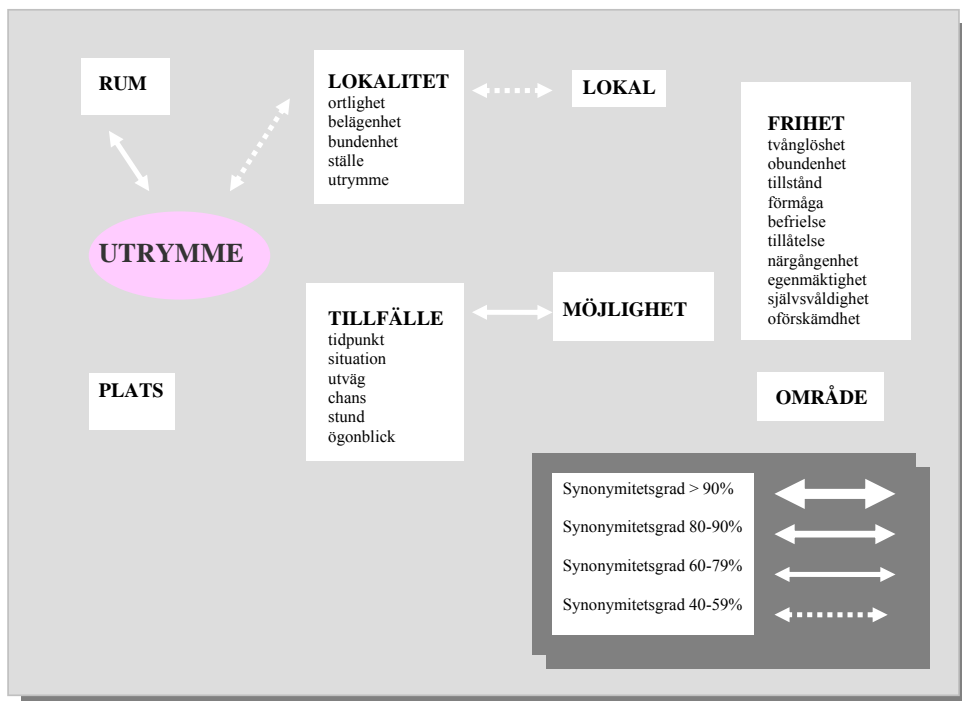 RUM
LOKALITET
ortlighet
belägenhet
bundenhet
ställe
utrymme
LOKAL
FRIHET
tvånglöshet
obundenhet
tillstånd
förmåga
befrielse
tillåtelse
närgångenhet
egenmäktighet
självsvåldighet
oförskämdhet
UTRYMME
TILLFÄLLE
tidpunkt
situation
utväg
chans
stund
ögonblick
MÖJLIGHET
PLATS
OMRÅDE
Synonymitetsgrad > 90%
Synonymitetsgrad 80-90%
Synonymitetsgrad 60-79%
Synonymitetsgrad 40-59%